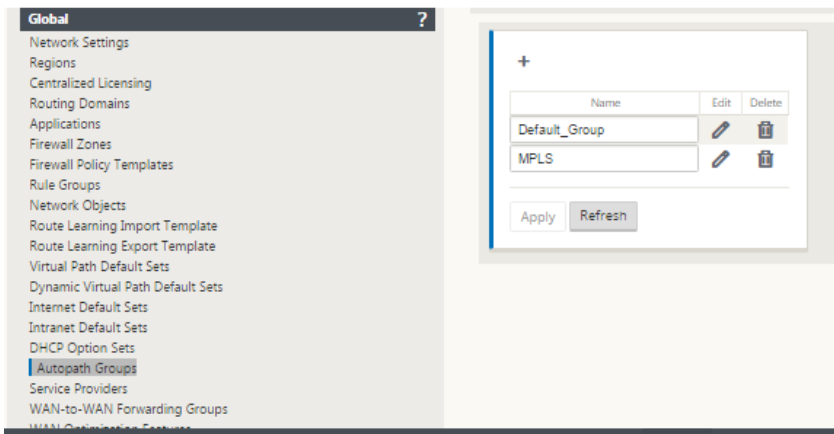 Global ?
Network Settings
Regions
Centralized Licensing
Routing Domains
Applications
Firewall Zones
Firewall Policy Templates
Rule Groups
Network Objects
Route Learning Import Template
Route Learning Export Template
Virtual Path Default Sets
Dynamic Virtual Path Default Sets
Internet Default Sets
Intranet Default Sets
DHCP Option Sets
Autopath Groups
Service Providers
WAN-to-WAN Forwarding Groups
WAN Optimization Features
+
Name Edit Delete
Default_Group
MPLS
Apply Refresh